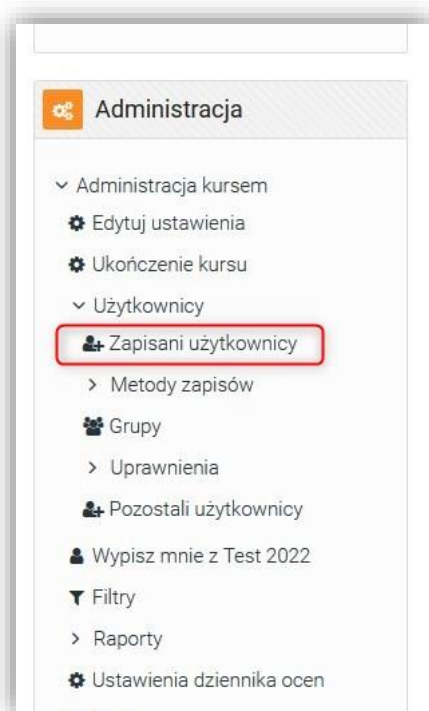 Administracja
Administracja kursem
Edytuj ustawienia
Ukończenie kursu
Użytkownicy
Zapisani użytkownicy
Metody zapisów
Grupy
Uprawnienia
Pozostali użytkownicy
Wypisz mnie z Test 2022
Filtry
Raporty
Ustawienia dziennika ocen